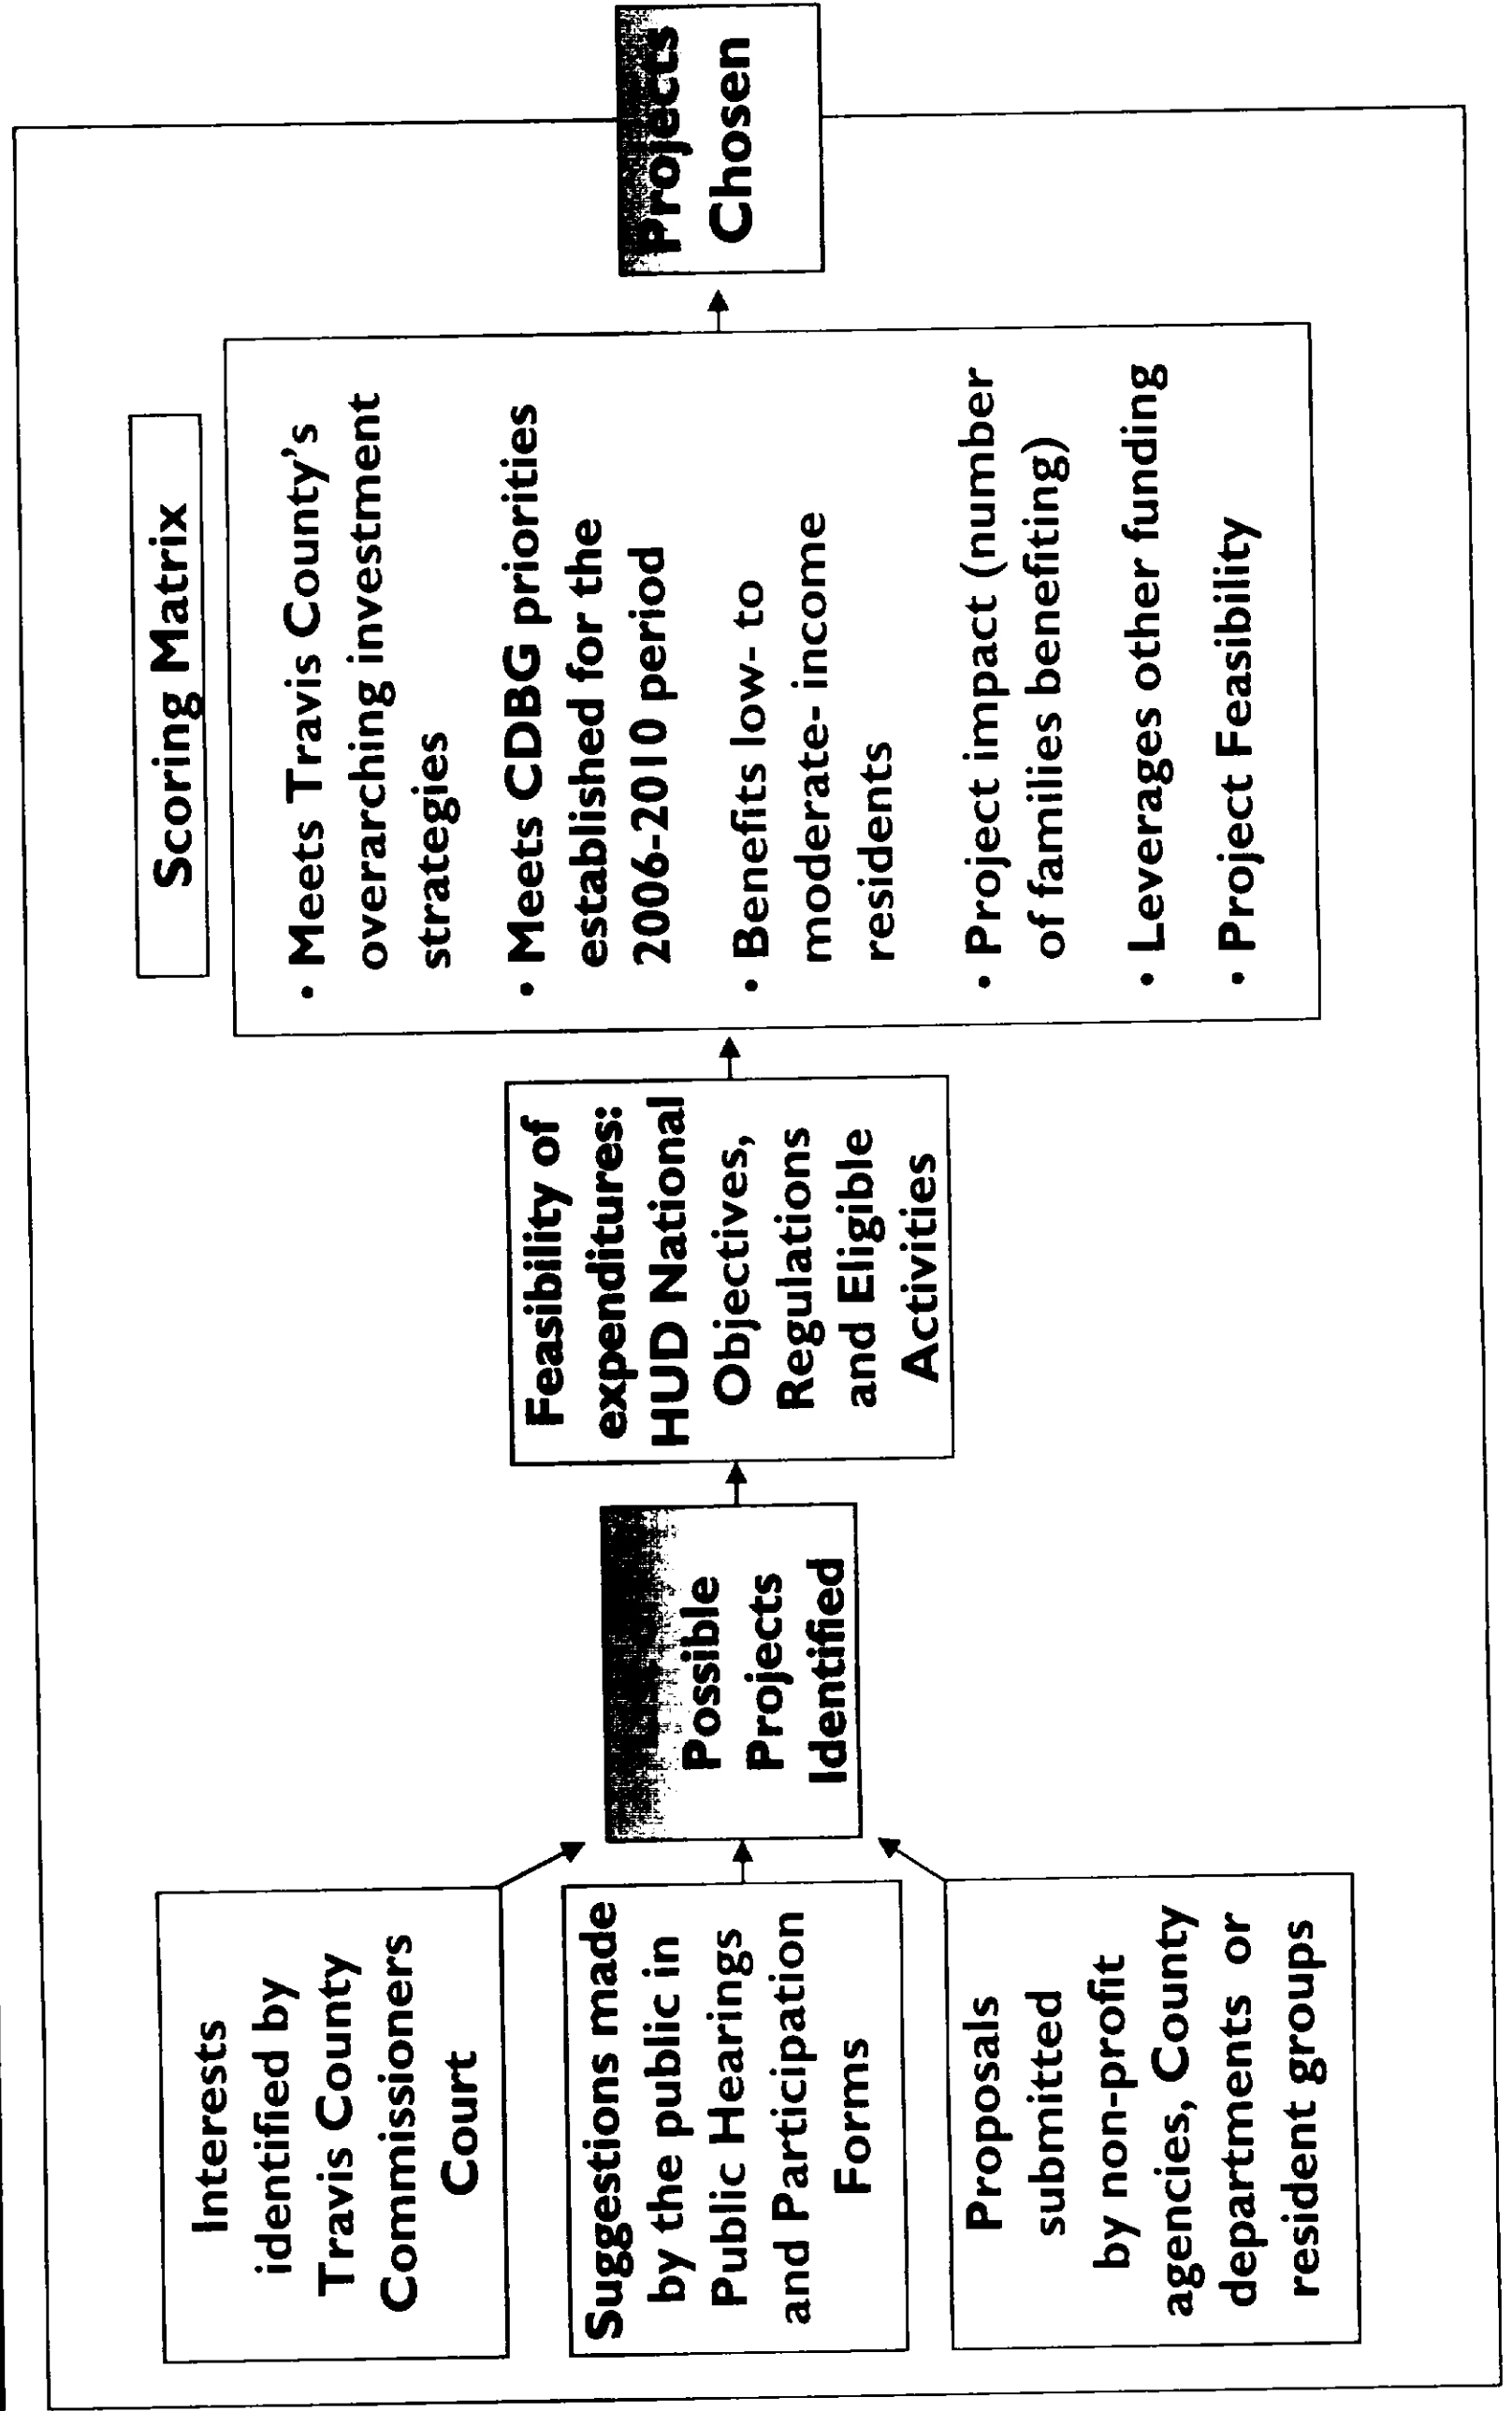 Interests
identified by
Travis County
Commissioners
Court
Suggestions made
by the public in
Public Hearings
and Participation
Forms
Proposals
submitted
by non-profit
agencies, County
departments or
resident groups
Possible
Projects
Identified
Feasibility of
expenditures:
HUD National
Objectives,
Regulations
and Eligible
Activities
Scoring Matrix
• Meets Travis County's
overarching investment
strategies
• Meets CDBG priorities
established for the
2006-2010 period
• Benefits low- to
moderate- income
residents
• Project impact (number
of families benefiting)
• Leverages other funding
• Project Feasibility
Projects
Chosen